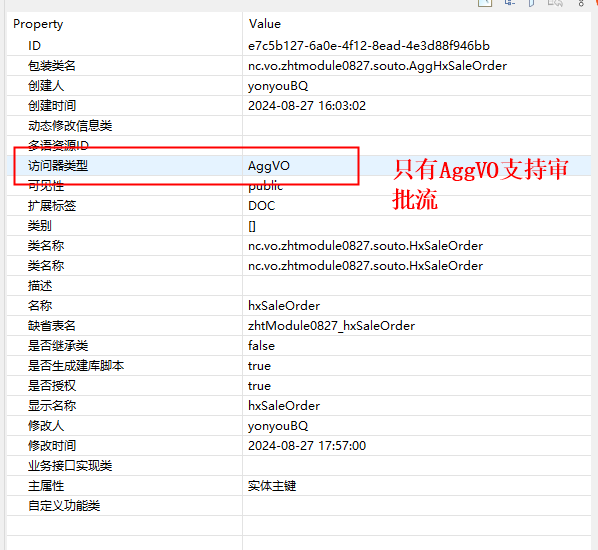 Property Value
ID e7c5b127-6a0e-4f12-8ead-4e3d88f946bb
包装类名 nc.vo.zhtmodule0827.souto.AggHxSaleOrder
创建人 yonyouBQ
创建时间 2024-08-27 16:03:02
动态修改信息类
多语资源ID
访问器类型 AggVO
只有AggVO支持审
批流
可见性 public
扩展标签 DOC
类别 []
类名称 nc.vo.zhtmodule0827.souto.HxSaleOrder
类名称 nc.vo.zhtmodule0827.souto.HxSaleOrder
描述
名称 hxSaleOrder
缺省表名 zhtModule0827_hxSaleOrder
是否继承类 false
是否生成建库脚本 true
是否授权 true
显示名称 hxSaleOrder
修改人 yonyouBQ
修改时间 2024-08-27 17:57:00
业务接口实现类
主属性 实体主键
自定义功能类